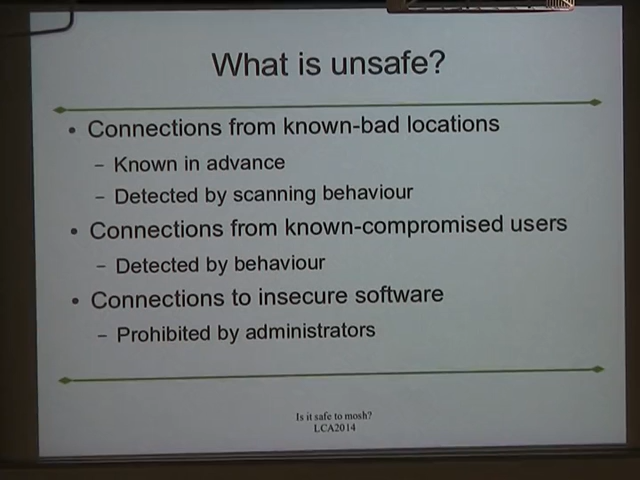 What is unsafe?
• Connections from known-bad locations
– Known in advance
– Detected by scanning behaviour
• Connections from known-compromised users
– Detected by behaviour
• Connections to insecure software
– Prohibited by administrators
Is it safe to mosh?
LCA2014